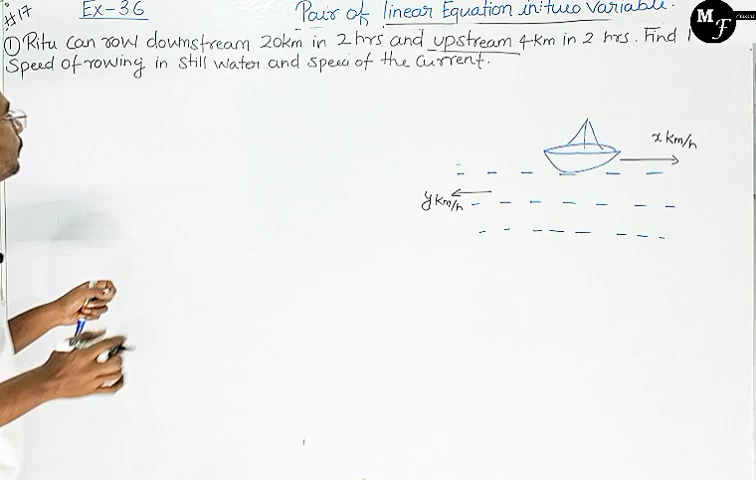 #17 Ex-3.6 Pair of linear Equation in two Variable.
① Ritu can row downstream 20km in 2 hrs and upstream 4km in 2 hrs. Find
Speed of rowing in still water and speed of the Current.
x km/h
y km/h
MF